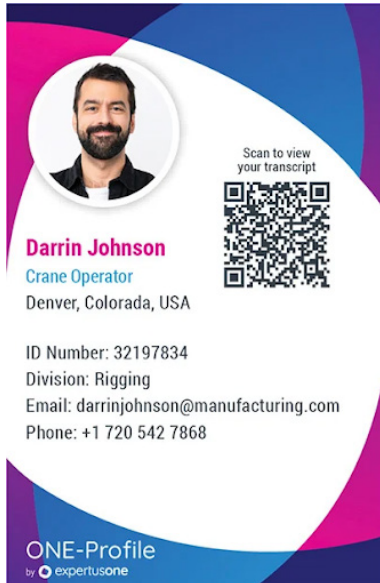 Scan to view
your transcript
Darrin Johnson
Crane Operator
Denver, Colorada, USA
ID Number: 32197834
Division: Rigging
Email: darrinjohnson@manufacturing.com
Phone: +1 720 542 7868
ONE-Profile
by expertusone